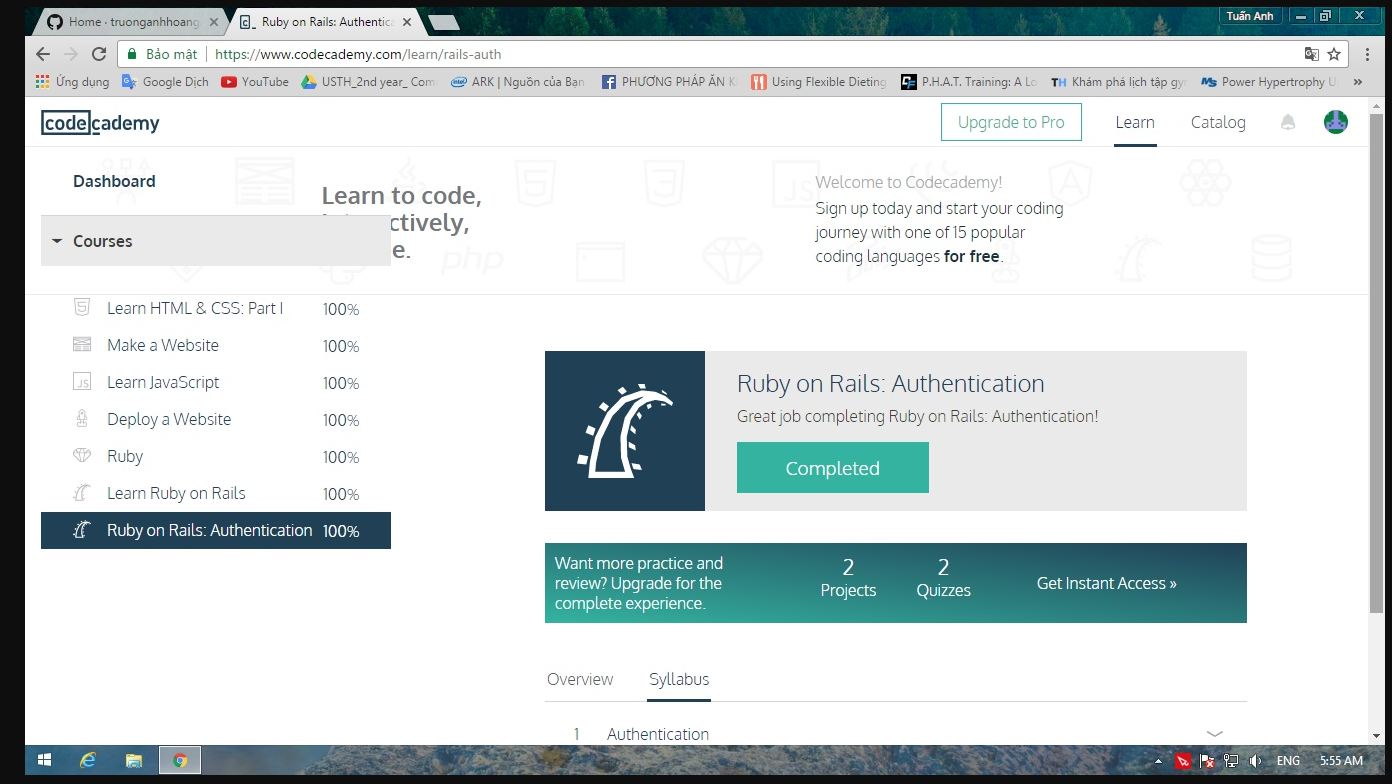 Home - truonganhhoang
Ruby on Rails: Authentica
Tuấn Anh
Bảo mật
https://www.codecademy.com/learn/rails-auth
Ứng dụng
Google Dịch
YouTube
USTH_2nd year_ Com
ARK | Nguồn của Bạn
PHƯƠNG PHÁP ĂN K
Using Flexible Dieting
P.H.A.T. Training: A Lo
TH Khám phá lịch tập gy
Power Hypertrophy U
»
codecademy
Upgrade to Pro
Learn
Catalog
Dashboard
Courses
Learn to code,
ctively,
e.
Welcome to Codecademy!
Sign up today and start your coding
journey with one of 15 popular
coding languages for free.
JS
php
Learn HTML & CSS: Part I 100%
Make a Website 100%
Learn JavaScript 100%
Deploy a Website 100%
Ruby 100%
Learn Ruby on Rails 100%
Ruby on Rails: Authentication 100%
Ruby on Rails: Authentication
Great job completing Ruby on Rails: Authentication!
Completed
Want more practice and
review? Upgrade for the
complete experience.
2
Projects
2
Quizzes
Get Instant Access »
Overview
Syllabus
1 Authentication
ENG
5:55 AM